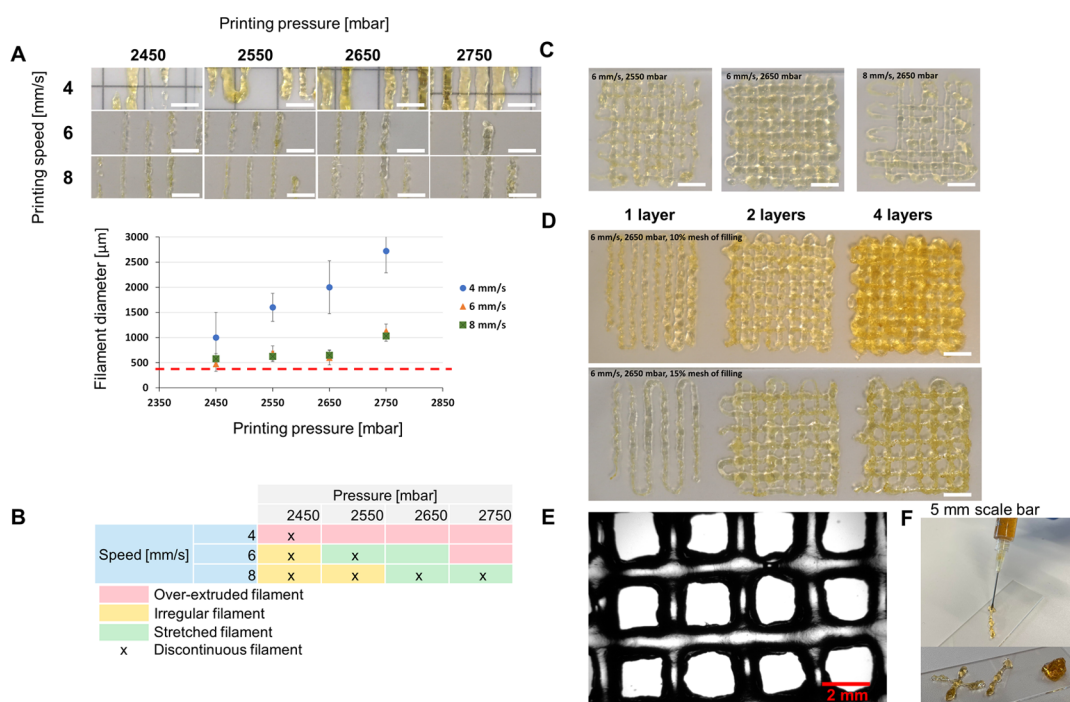 Printing pressure [mbar]
A
2450 2550 2650 2750
Printing speed [mm/s]
4
6
8
3000
2500
2000
1500
1000
500
0
2350 2450 2550 2650 2750 2850
Filament diameter [µm]
Printing pressure [mbar]
4 mm/s
6 mm/s
8 mm/s
B
Pressure [mbar]
2450 2550 2650 2750
Speed [mm/s]
4 x
6 x x
8 x x x x
Over-extruded filament
Irregular filament
Stretched filament
x Discontinuous filament
C
6 mm/s, 2550 mbar
6 mm/s, 2650 mbar
8 mm/s, 2650 mbar
D
1 layer 2 layers 4 layers
6 mm/s, 2650 mbar, 10% mesh of filling
6 mm/s, 2650 mbar, 15% mesh of filling
E
2 mm
5 mm scale bar
F